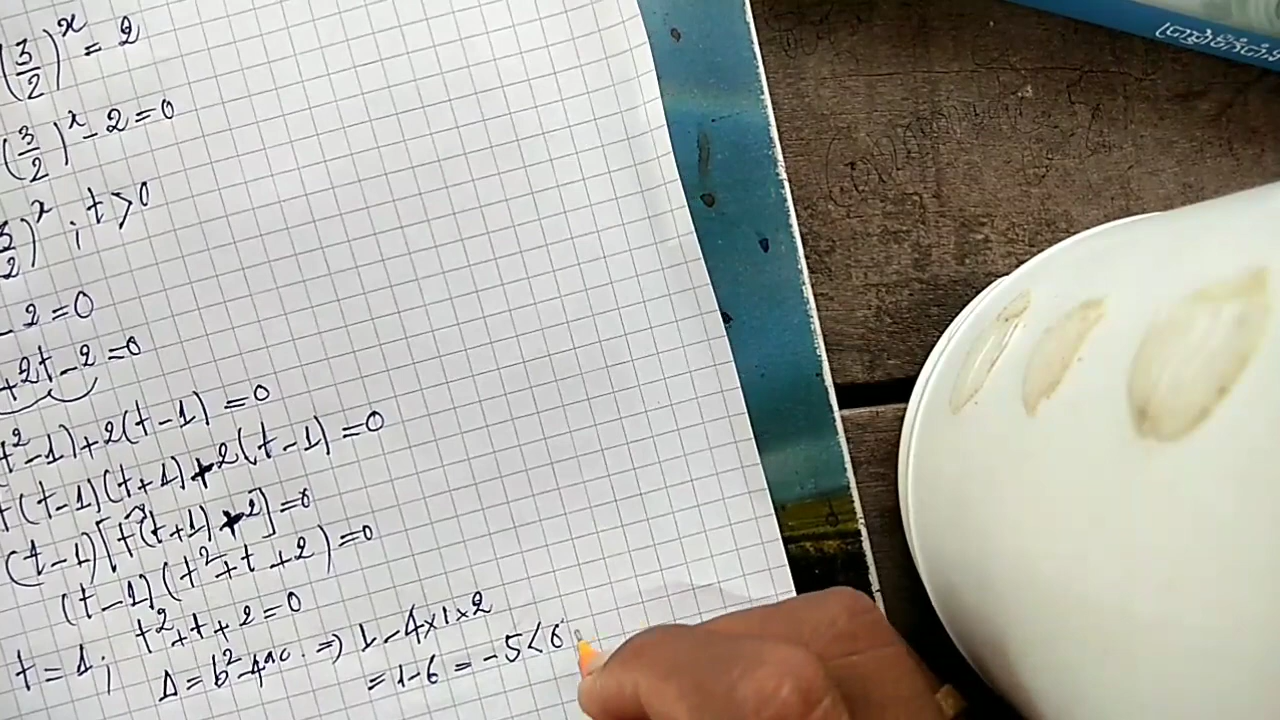 (3/2)^x = 2
(3/2)^x - 2 = 0
3/2)^x ; t > 0
- 2 = 0
+ 2t - 2 = 0
t² - 1) + 2(t - 1) = 0
t(t - 1)(t + 1) + 2(t - 1) = 0
(t - 1)[t(t + 1) + 2] = 0
(t - 1)(t² + t + 2) = 0
t = 1 ; t² + t + 2 = 0
Δ = b² - 4ac ⇒ 1 - 4×1×2
= 1 - 6 = -5 < 0